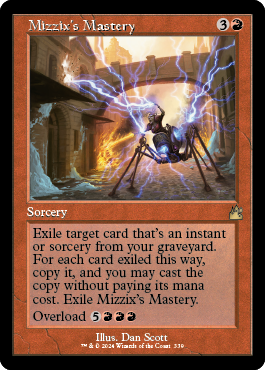 Mizzix's Mastery 3
Sorcery
Exile target card that's an instant
or sorcery from your graveyard.
For each card exiled this way,
copy it, and you may cast the
copy without paying its mana
cost. Exile Mizzix's Mastery.
Overload 5
Illus. Dan Scott
™ & © 2024 Wizards of the Coast 339